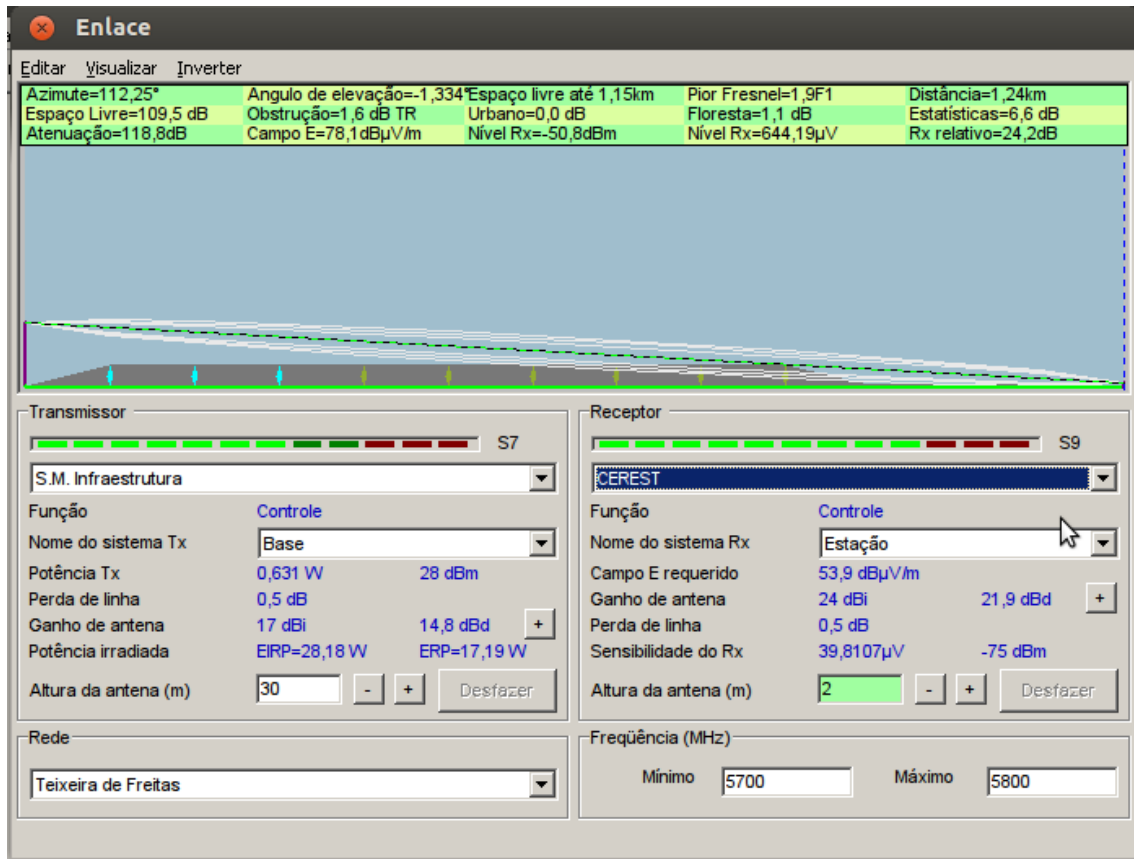 Enlace
Editar Visualizar Inverter
Azimute=112,25° Angulo de elevação=-1,334° Espaço livre até 1,15km Pior Fresnel=1,9F1 Distância=1,24km
Espaço Livre=109,5 dB Obstrução=1,6 dB TR Urbano=0,0 dB Floresta=1,1 dB Estatísticas=6,6 dB
Atenuação=118,8dB Campo E=78,1dBµV/m Nível Rx=-50,8dBm Nível Rx=644,19µV Rx relativo=24,2dB
Transmissor Receptor
S7 S9
S.M. Infraestrutura CEREST
Função Controle Função Controle
Nome do sistema Tx Base Nome do sistema Rx Estação
Potência Tx 0,631 W 28 dBm Campo E requerido 53,9 dBµV/m
Perda de linha 0,5 dB Ganho de antena 24 dBi 21,9 dBd +
Ganho de antena 17 dBi 14,8 dBd + Perda de linha 0,5 dB
Potência irradiada EIRP=28,18 W ERP=17,19 W Sensibilidade do Rx 39,8107µV -75 dBm
Altura da antena (m) 30 - + Desfazer Altura da antena (m) 2 - + Desfazer
Rede Freqüência (MHz)
Teixeira de Freitas Mínimo 5700 Máximo 5800